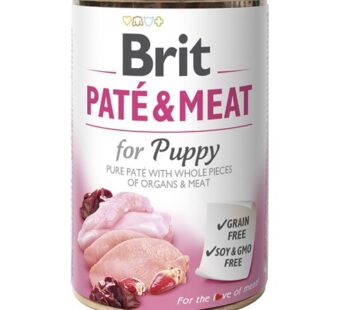 Brit
PATÉ & MEAT
for Puppy
PURE PATÉ WITH WHOLE PIECES
OF ORGANS & MEAT
✓GRAIN
FREE
✓SOY & GMO
FREE
For the love of meat!